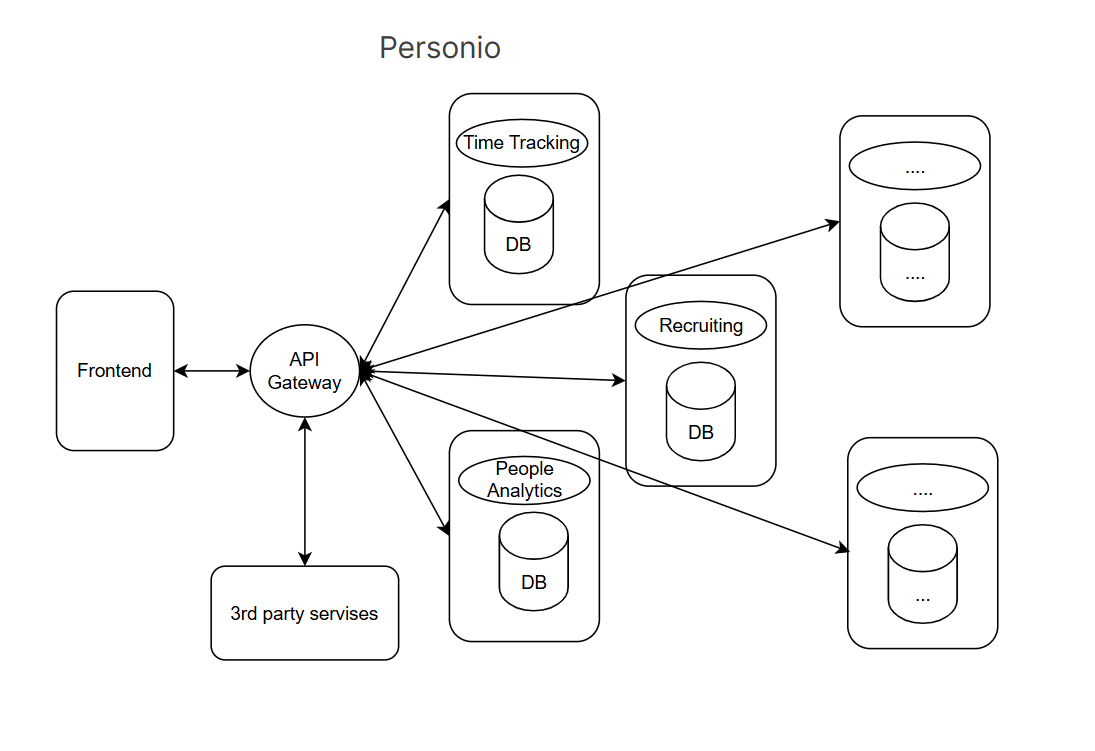 Personio
Time Tracking
DB
....
....
Recruiting
DB
Frontend
API
Gateway
People
Analytics
DB
....
...
3rd party servises